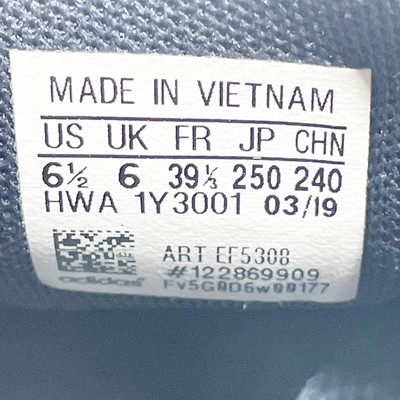 MADE IN VIETNAM
US UK FR JP CHN
6½ 6 39⅓ 250 240
HWA 1Y3001 03/19
ART EF5308
#122869909
adidas FV5G0D6w00177